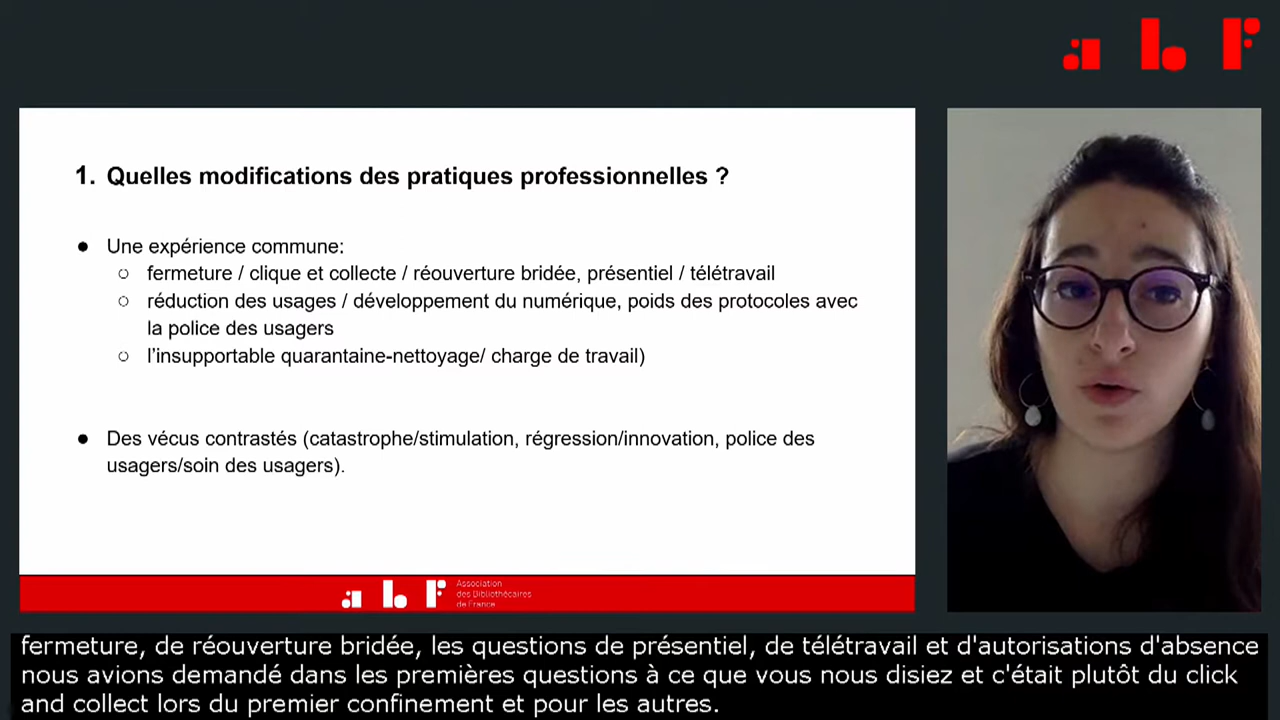 a b F
1. Quelles modifications des pratiques professionnelles ?
● Une expérience commune:
○ fermeture / clique et collecte / réouverture bridée, présentiel / télétravail
○ réduction des usages / développement du numérique, poids des protocoles avec
la police des usagers
○ l'insupportable quarantaine-nettoyage/ charge de travail)
● Des vécus contrastés (catastrophe/stimulation, régression/innovation, police des
usagers/soin des usagers).
a b F
Association
des Bibliothécaires
de France
fermeture, de réouverture bridée, les questions de présentiel, de télétravail et d'autorisations d'absence
nous avions demandé dans les premières questions à ce que vous nous disiez et c'était plutôt du click
and collect lors du premier confinement et pour les autres.